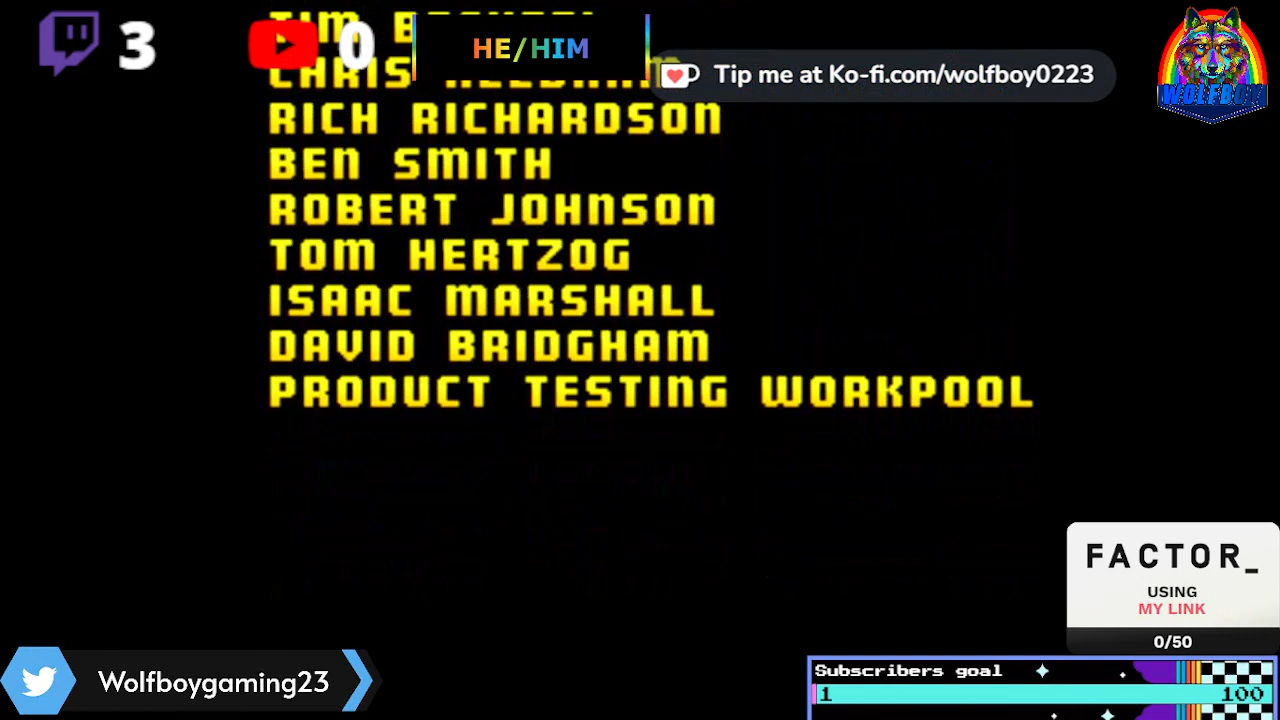 3
0
HE/HIM
Tip me at Ko-fi.com/wolfboy0223
WOLFBOY
TIM
CHRIS
RICH RICHARDSON
BEN SMITH
ROBERT JOHNSON
TOM HERTZOG
ISAAC MARSHALL
DAVID BRIDGHAM
PRODUCT TESTING WORKPOOL
FACTOR_
USING
MY LINK
0/50
Wolfboygaming23
Subscribers goal
1 100